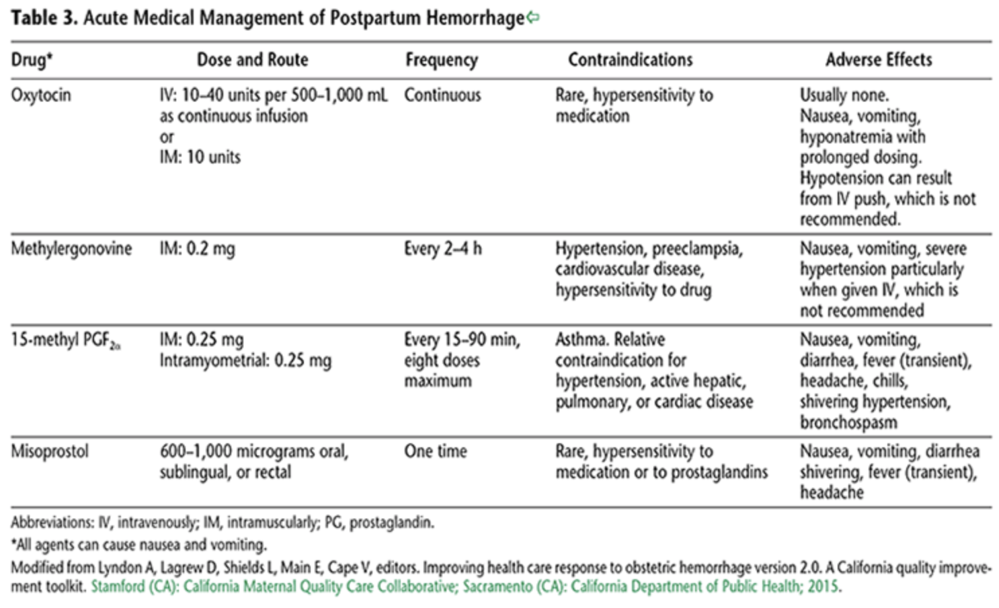 Table 3. Acute Medical Management of Postpartum Hemorrhage⇦
Drug* Dose and Route Frequency Contraindications Adverse Effects
Oxytocin IV: 10–40 units per 500–1,000 mL Continuous Rare, hypersensitivity to Usually none.
as continuous infusion medication Nausea, vomiting,
or hyponatremia with
IM: 10 units prolonged dosing.
Hypotension can result
from IV push, which is not
recommended.
Methylergonovine IM: 0.2 mg Every 2–4 h Hypertension, preeclampsia, Nausea, vomiting, severe
cardiovascular disease, hypertension particularly
hypersensitivity to drug when given IV, which is
not recommended
15-methyl PGF2α IM: 0.25 mg Every 15–90 min, Asthma. Relative Nausea, vomiting,
Intramyometrial: 0.25 mg eight doses contraindication for diarrhea, fever (transient),
maximum hypertension, active hepatic, headache, chills,
pulmonary, or cardiac disease shivering hypertension,
bronchospasm
Misoprostol 600–1,000 micrograms oral, One time Rare, hypersensitivity to Nausea, vomiting, diarrhea
sublingual, or rectal medication or to prostaglandins shivering, fever (transient),
headache
Abbreviations: IV, intravenously; IM, intramuscularly; PG, prostaglandin.
*All agents can cause nausea and vomiting.
Modified from Lyndon A, Lagrew D, Shields L, Main E, Cape V, editors. Improving health care response to obstetric hemorrhage version 2.0. A California quality improve-
ment toolkit. Stamford (CA): California Maternal Quality Care Collaborative; Sacramento (CA): California Department of Public Health; 2015.